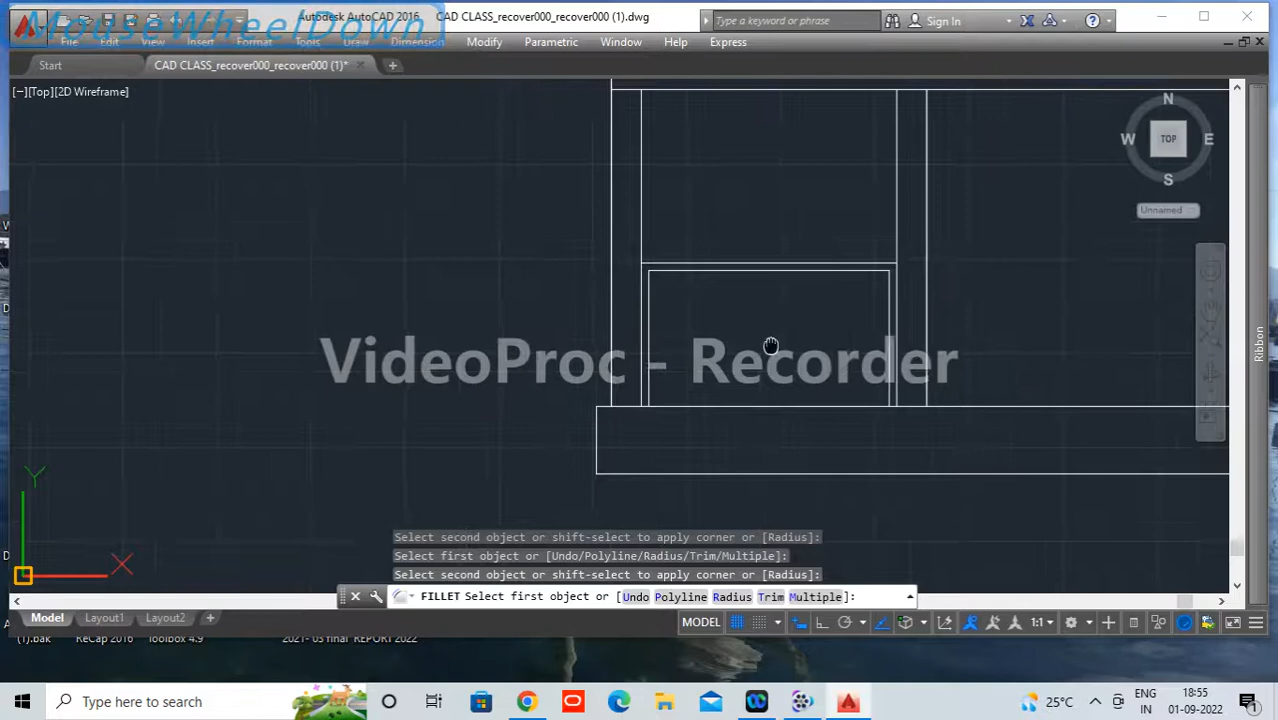 MouseWheelDown
Autodesk AutoCAD 2016 CAD CLASS_recover000_recover000 (1).dwg
Type a keyword or phrase
Sign In
File Edit View Insert Format Tools Draw Dimension Modify Parametric Window Help Express
Start
CAD CLASS_recover000_recover000 (1)*
[−][Top][2D Wireframe]
N
W TOP E
S
Unnamed
Ribbon
VideoProc - Recorder
Y
X
Select second object or shift-select to apply corner or [Radius]:
Select first object or [Undo/Polyline/Radius/Trim/Multiple]:
Select second object or shift-select to apply corner or [Radius]:
FILLET Select first object or [Undo Polyline Radius Trim Multiple]:
Model Layout1 Layout2
MODEL
1:1
(1).bak ReCap 2016 Toolbox 4.9 2021- 03 final REPORT 2022
Type here to search
25°C
ENG
IN
18:55
01-09-2022